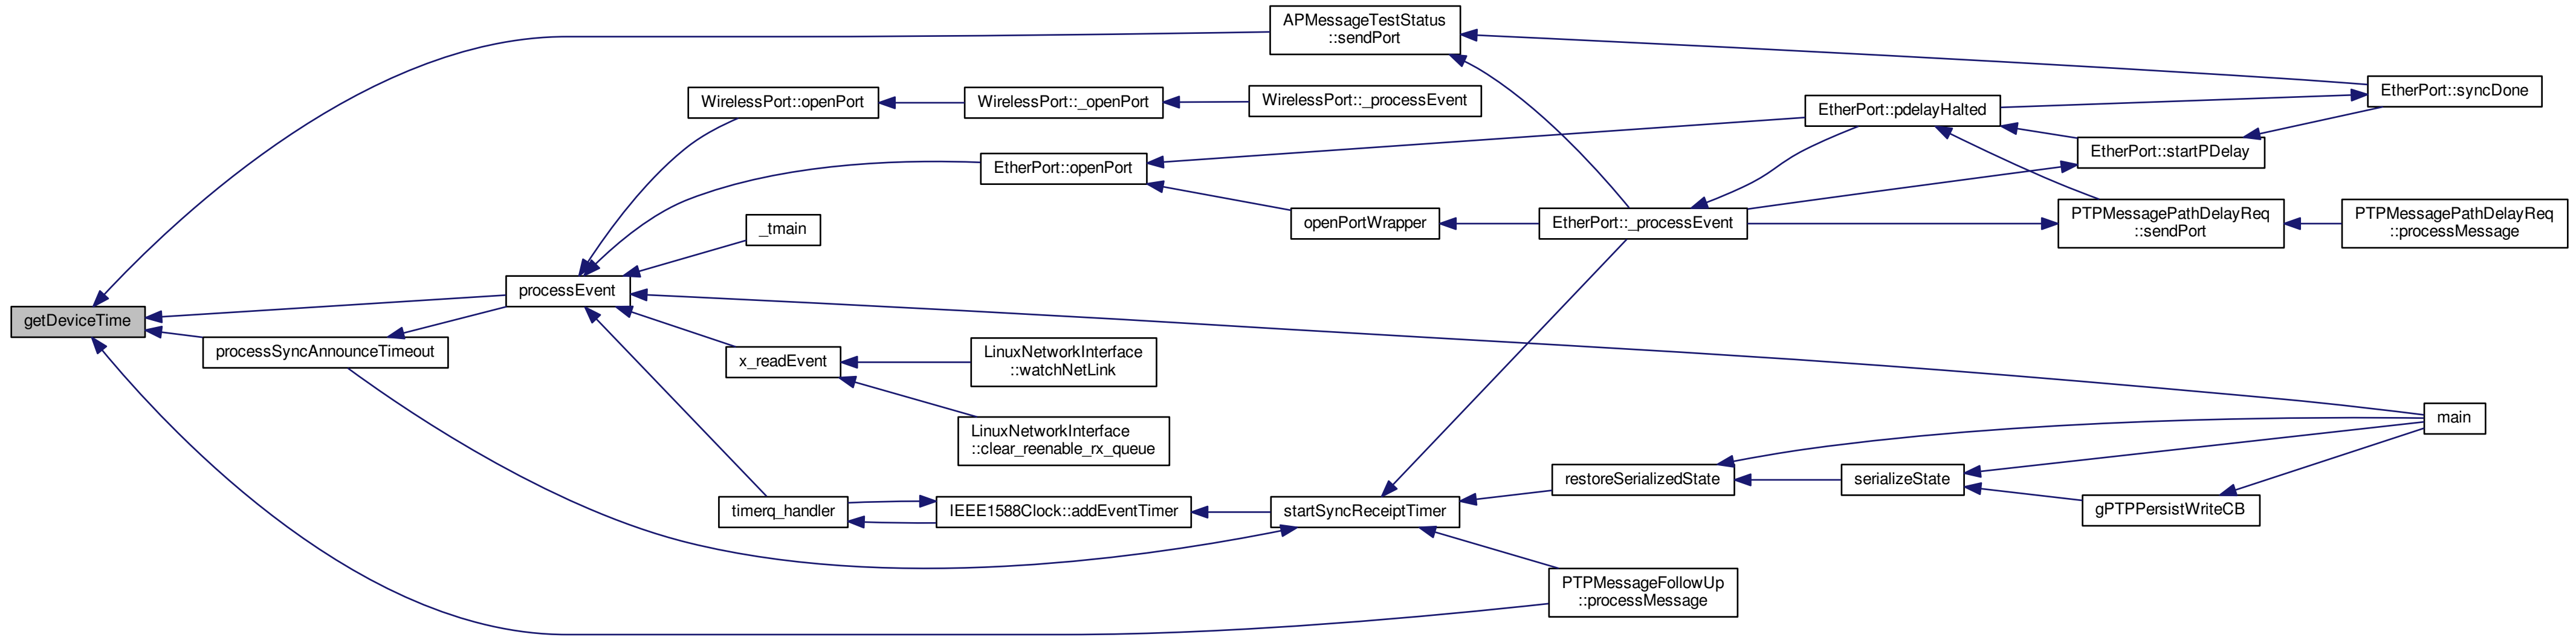 APMessageTestStatus
::sendPort
WirelessPort::openPort
WirelessPort::_openPort
WirelessPort::_processEvent
EtherPort::pdelayHalted
EtherPort::syncDone
EtherPort::openPort
EtherPort::startPDelay
_tmain
openPortWrapper
EtherPort::_processEvent
PTPMessagePathDelayReq
::sendPort
PTPMessagePathDelayReq
::processMessage
processEvent
getDeviceTime
processSyncAnnounceTimeout
x_readEvent
LinuxNetworkInterface
::watchNetLink
LinuxNetworkInterface
::clear_reenable_rx_queue
main
restoreSerializedState
serializeState
timerq_handler
IEEE1588Clock::addEventTimer
startSyncReceiptTimer
gPTPPersistWriteCB
PTPMessageFollowUp
::processMessage